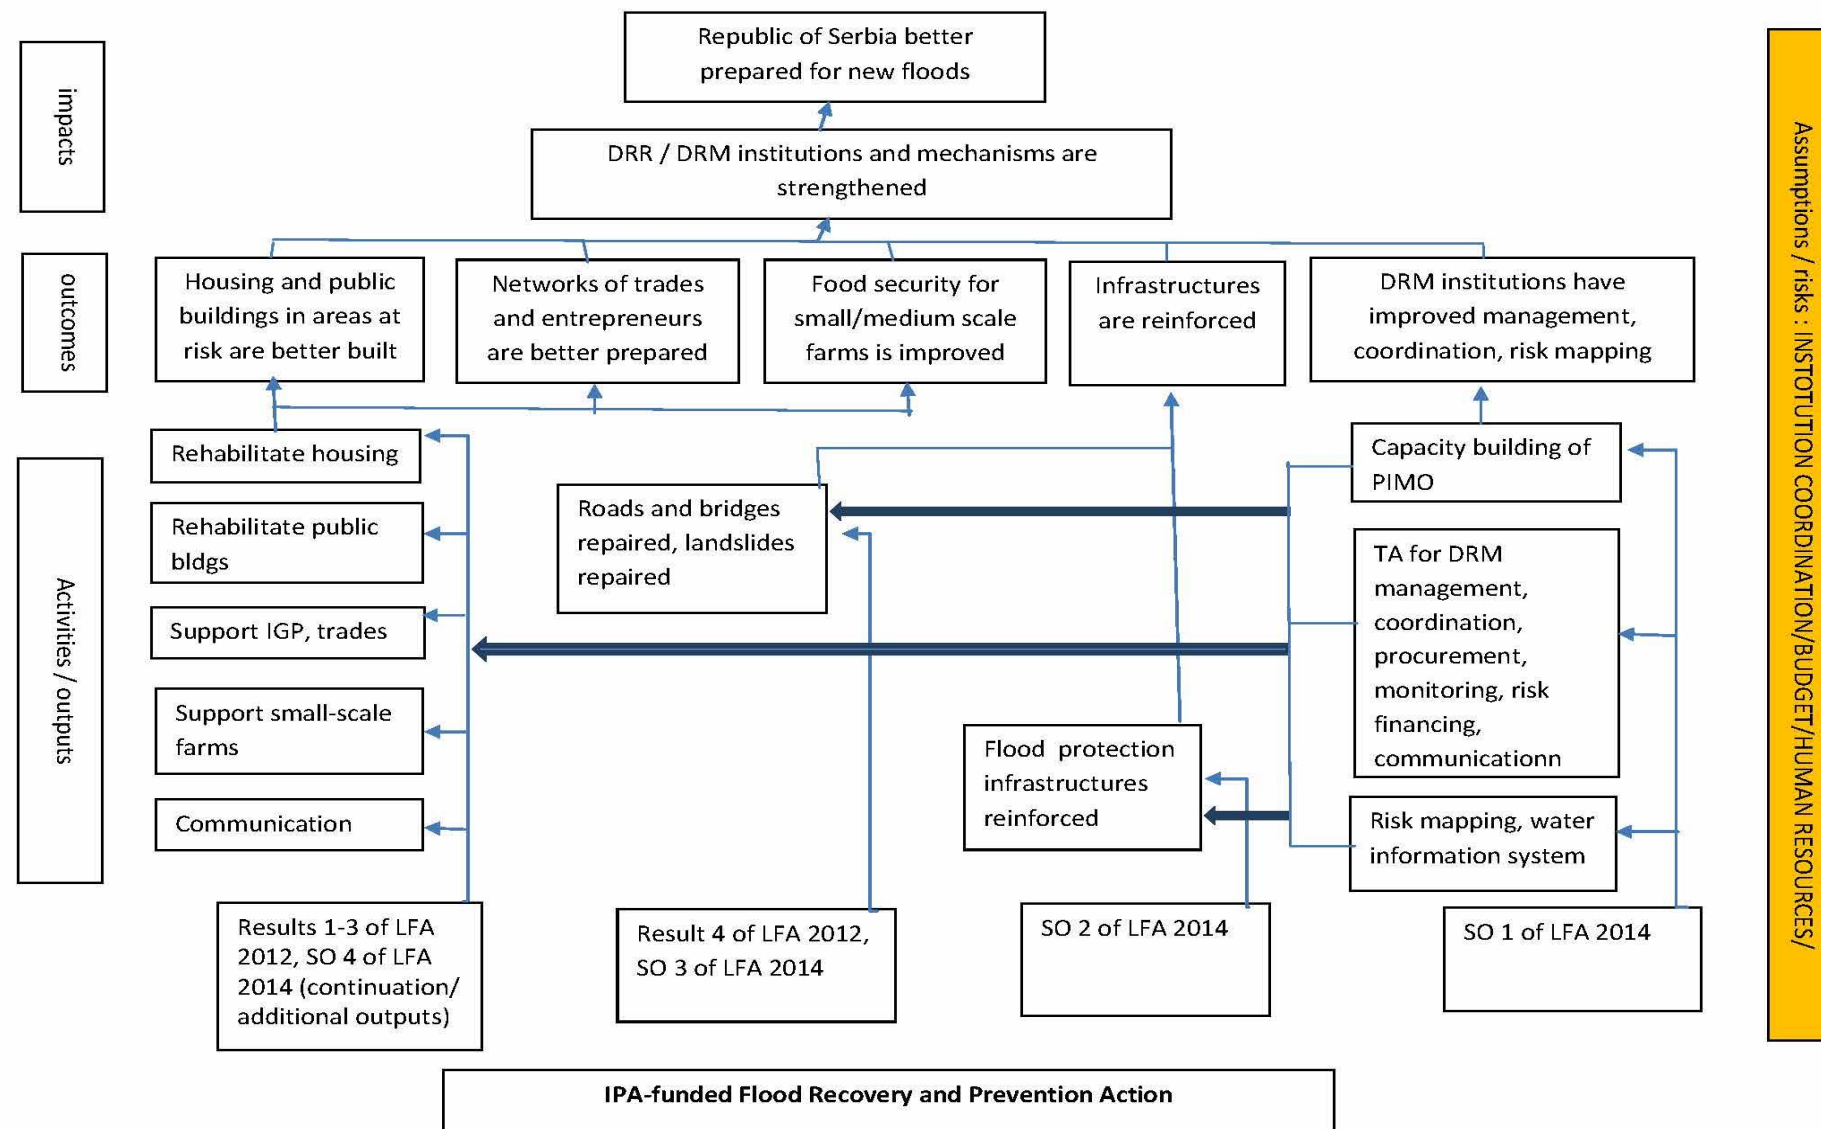 Republic of Serbia better
prepared for new floods
impacts
DRR / DRM institutions and mechanisms are
strengthened
outcomes
Housing and public
buildings in areas at
risk are better built
Networks of trades
and entrepreneurs
are better prepared
Food security for
small/medium scale
farms is improved
Infrastructures
are reinforced
DRM institutions have
improved management,
coordination, risk mapping
Activities / outputs
Rehabilitate housing
Rehabilitate public
bldgs
Support IGP, trades
Support small-scale
farms
Communication
Roads and bridges
repaired, landslides
repaired
Flood protection
infrastructures
reinforced
Capacity building of
PIMO
TA for DRM
management,
coordination,
procurement,
monitoring, risk
financing,
communicationn
Risk mapping, water
information system
Results 1-3 of LFA
2012, SO 4 of LFA
2014 (continuation/
additional outputs)
Result 4 of LFA 2012,
SO 3 of LFA 2014
SO 2 of LFA 2014
SO 1 of LFA 2014
IPA-funded Flood Recovery and Prevention Action
Assumptions / risks : INSTOTUTION COORDINATION/BUDGET/HUMAN RESOURCES/